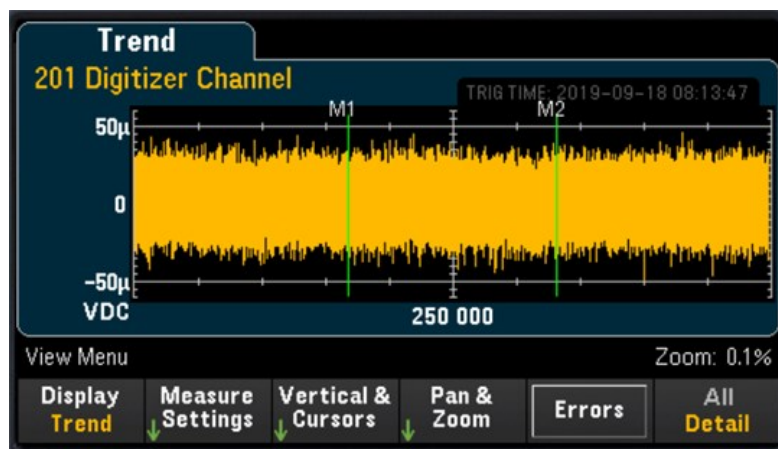 Trend
201 Digitizer Channel
TRIG TIME: 2019-09-18 08:13:47
M1 M2
50µ
0
-50µ
VDC 250 000
View Menu Zoom: 0.1%
Display Measure Vertical & Pan & Errors All
Trend Settings Cursors Zoom Detail